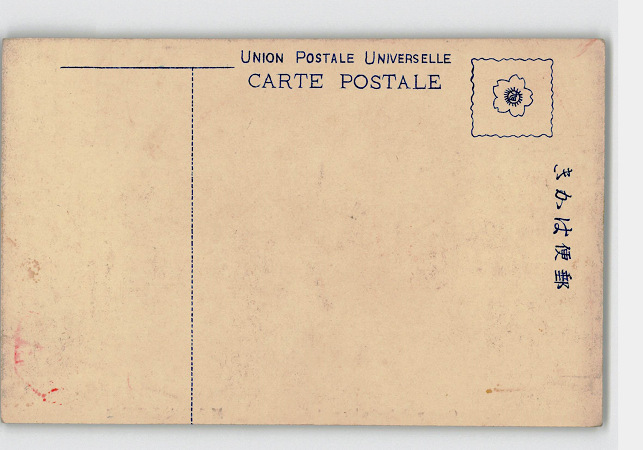 UNION POSTALE UNIVERSELLE
CARTE POSTALE
きかは便郵